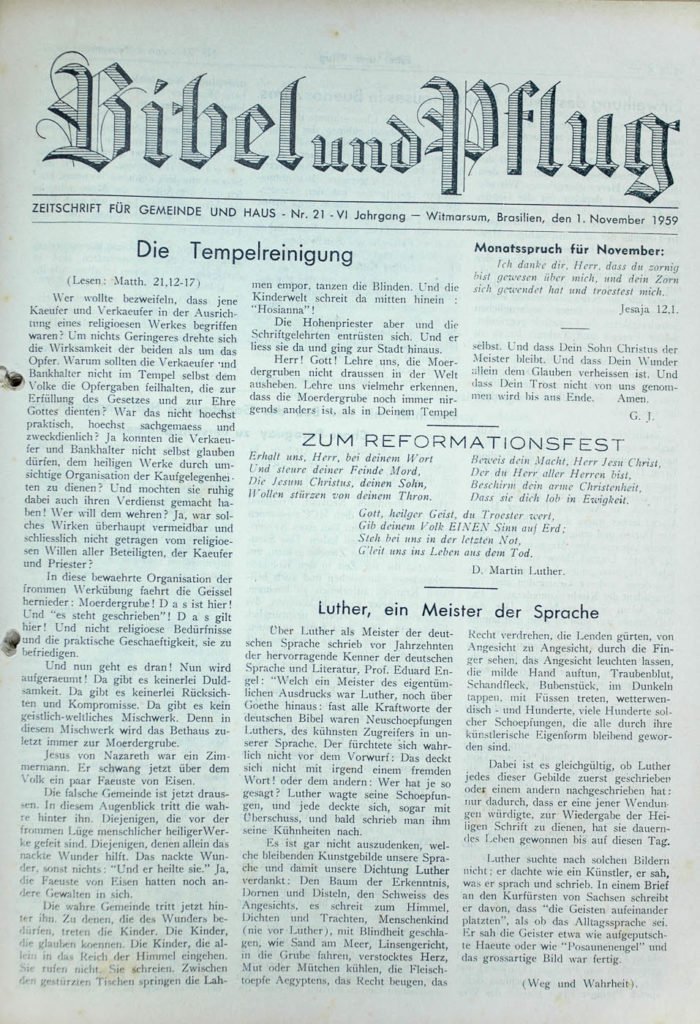 Bibel und Pflug
ZEITSCHRIFT FÜR GEMEINDE UND HAUS - Nr. 21 - VI Jahrgang — Witmarsum, Brasilien, den 1. November 1959
Die Tempelreinigung
(Lesen: Matth. 21,12-17)
Wer wollte bezweifeln, dass jene
Kaeufer und Verkaeufer in der Ausrich-
tung eines religioesen Werkes begriffen
waren? Um nichts Geringeres drehte sich
die Wirksamkeit der beiden als um das
Opfer. Warum sollten die Verkaeufer und
Bankhalter nicht im Tempel selbst dem
Volke die Opfergaben feilhalten, die zur
Erfüllung des Gesetzes und zur Ehre
Gottes dienten? War das nicht hoechst
praktisch, hoechst sachgemaess und
zweckdienlich? Ja konnten die Verkaeu-
fer und Bankhalter nicht selbst glauben
dürfen, dem heiligen Werke durch um-
sichtige Organisation der Kaufgelegenhei-
ten zu dienen? Und mochten sie ruhig
dabei auch ihren Verdienst gemacht ha-
ben! Wer will dem wehren? Ja, war sol-
ches Wirken überhaupt vermeidbar und
schliesslich nicht getragen vom religioe-
sen Willen aller Beteiligten, der Kaeufer
und Priester?
In diese bewaehrte Organisation der
frommen Werkübung faehrt die Geissel
hernieder: Moerdergrube! D a s ist hier!
Und "es steht geschrieben"! D a s gilt
hier! Und nicht religioese Bedürfnisse
und die praktische Geschaeftigkeit, sie zu
befriedigen.
Und nun geht es dran! Nun wird
aufgeraeumt! Da gibt es keinerlei Duld-
samkeit. Da gibt es keinerlei Rücksich-
ten und Kompromisse. Da gibt es kein
geistlich-weltliches Mischwerk. Denn in
diesem Mischwerk wird das Bethaus zu-
letzt immer zur Moerdergrube.
Jesus von Nazareth war ein Zim-
mermann. Er schwang jetzt über dem
Volk ein paar Faeuste von Eisen.
Die falsche Gemeinde ist jetzt draus-
sen. In diesem Augenblick tritt die wah-
re hinter ihn. Diejenigen, die vor der
frommen Lüge menschlicher heiliger Wer-
ke gefeit sind. Diejenigen, denen allein das
nackte Wunder hilft. Das nackte Wun-
der, sonst nichts: "Und er heilte sie." Ja,
die Faeuste von Eisen hatten noch an-
dere Gewalten in sich.
Die wahre Gemeinde tritt jetzt hin-
ter ihn. Zu denen, die des Wunders be-
dürfen, treten die Kinder. Die Kinder,
die glauben koennen. Die Kinder, die al-
lein in das Reich der Himmel eingehen.
Sie rufen nicht. Sie schreien. Zwischen
den gestürzten Tischen springen die Lah-
men empor, tanzen die Blinden. Und die
Kinderwelt schreit da mitten hinein :
"Hosianna"!
Die Hohenpriester aber und die
Schriftgelehrten entrüsten sich. Und er
liess sie da und ging zur Stadt hinaus.
Herr! Gott! Lehre uns, die Moer-
dergruben nicht draussen in der Welt
ausheben. Lehre uns vielmehr erkennen,
dass die Moerdergrube noch immer nir-
gends anders ist, als in Deinem Tempel
Monatsspruch für November:
Ich danke dir, Herr, dass du zornig
bist gewesen über mich, und dein Zorn
sich gewendet hat und troestest mich.
Jesaja 12,1.
selbst. Und dass Dein Sohn Christus der
Meister bleibt. Und dass Dein Wunder
allein dem Glauben verheissen ist. Und
dass Dein Trost nicht von uns genom-
men wird bis ans Ende. Amen.
G. J.
ZUM REFORMATIONSFEST
Erhalt uns, Herr, bei deinem Wort
Und steure deiner Feinde Mord,
Die Jesum Christus, deinen Sohn,
Wollen stürzen von deinem Thron.
Beweis dein Macht, Herr Jesu Christ,
Der du Herr aller Herren bist,
Beschirm dein arme Christenheit,
Dass sie dich lob in Ewigkeit.
Gott, heilger Geist, du Troester wert,
Gib deinem Volk EINEN Sinn auf Erd;
Steh bei uns in der letzten Not,
G'leit uns ins Leben aus dem Tod.
D. Martin Luther.
Luther, ein Meister der Sprache
Über Luther als Meister der deut-
schen Sprache schrieb vor Jahrzehnten
der hervorragende Kenner der deutschen
Sprache und Literatur, Prof. Eduard En-
gel: "Welch ein Meister des eigentüm-
lichen Ausdrucks war Luther, noch über
Goethe hinaus: fast alle Kraftworte der
deutschen Bibel waren Neuschoepfungen
Luthers, des kühnsten Zugreifers in un-
serer Sprache. Der fürchtete sich wahr-
lich nicht vor dem Vorwurf: Das deckt
sich nicht mit irgend einem fremden
Wort! oder dem andern: Wer hat je so
gesagt? Luther wagte seine Schoepfun-
gen, und jede deckte sich, sogar mit
Überschuss, und bald schrieb man ihm
seine Kühnheiten nach.
Es ist gar nicht auszudenken, wel-
che bleibenden Kunstgebilde unsere Spra-
che und damit unsere Dichtung Luther
verdankt: Den Baum der Erkenntnis,
Dornen und Disteln, den Schweiss des
Angesichts, es schreit zum Himmel,
Dichten und Trachten, Menschenkind
(nie vor Luther), mit Blindheit geschla-
gen, wie Sand am Meer, Linsengericht,
in die Grube fahren, verstocktes Herz,
Mut oder Mütchen kühlen, die Fleisch-
toepfe Aegyptens, das Recht beugen, das
Recht verdrehen, die Lenden gürten, von
Angesicht zu Angesicht, durch die Fin-
ger sehen, das Angesicht leuchten lassen,
die milde Hand auftun, Traubenblut,
Schandfleck, Bubenstück, im Dunkeln
tappen, mit Füssen treten, wetterwen-
disch - und Hunderte, viele Hunderte sol-
cher Schoepfungen, die alle durch ihre
künstlerische Eigenform bleibend gewor-
den sind.
Dabei ist es gleichgültig, ob Luther
jedes dieser Gebilde zuerst geschrieben
oder einem andern nachgeschrieben hat:
nur dadurch, dass er eine jener Wendun-
gen würdigte, zur Wiedergabe der Hei-
ligen Schrift zu dienen, hat sie dauern-
des Leben gewonnen bis auf diesen Tag.
Luther suchte nach solchen Bildern
nicht; er dachte wie ein Künstler, er sah,
was er sprach und schrieb. In einem Brief
an den Kurfürsten von Sachsen schreibt
er davon, dass "die Geister aufeinander
platzten", als ob das Alltagssprache sei.
Er sah die Geister etwa wie aufgeputsch-
te Haeute oder wie "Posaunenengel" und
das grossartige Bild war fertig.
(Weg und Wahrheit).